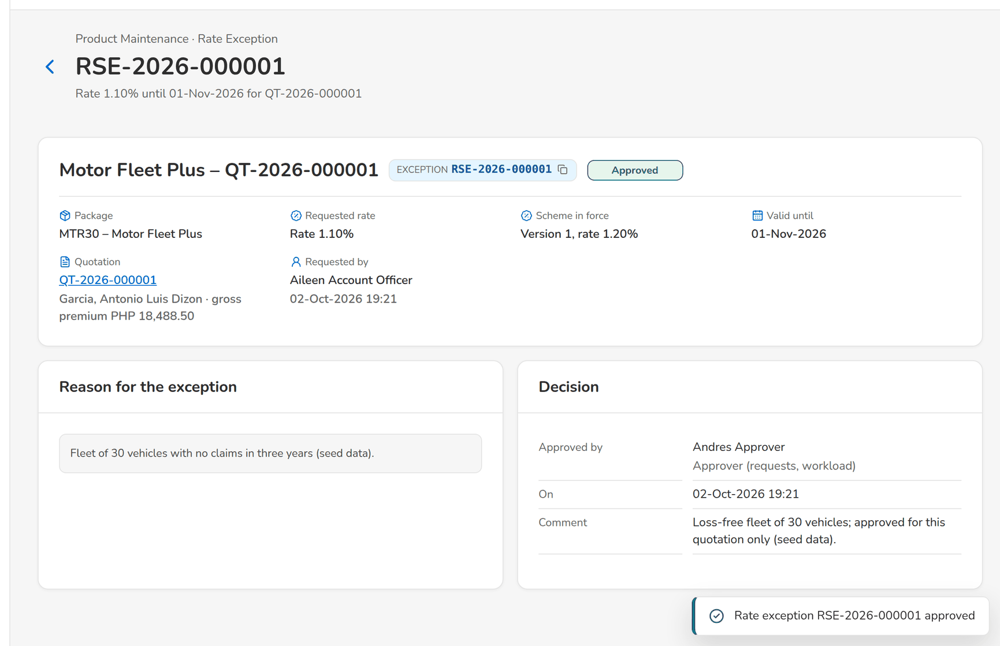 Product Maintenance · Rate Exception
RSE-2026-000001
Rate 1.10% until 01-Nov-2026 for QT-2026-000001
Motor Fleet Plus – QT-2026-000001
EXCEPTION RSE-2026-000001
Approved
Package
MTR30 – Motor Fleet Plus
Requested rate
Rate 1.10%
Scheme in force
Version 1, rate 1.20%
Valid until
01-Nov-2026
Quotation
QT-2026-000001
Garcia, Antonio Luis Dizon · gross
premium PHP 18,488.50
Requested by
Aileen Account Officer
02-Oct-2026 19:21
Reason for the exception
Fleet of 30 vehicles with no claims in three years (seed data).
Decision
Approved by
Andres Approver
Approver (requests, workload)
On
02-Oct-2026 19:21
Comment
Loss-free fleet of 30 vehicles; approved for this
quotation only (seed data).
Rate exception RSE-2026-000001 approved